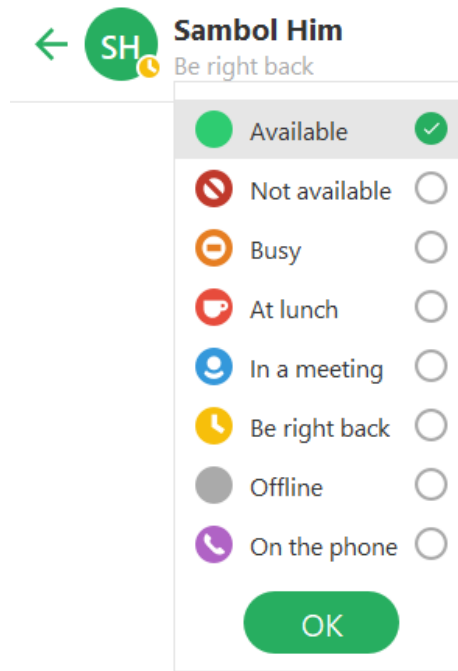 SH
Sambol Him
Be right back
Available
Not available
Busy
At lunch
In a meeting
Be right back
Offline
On the phone
OK